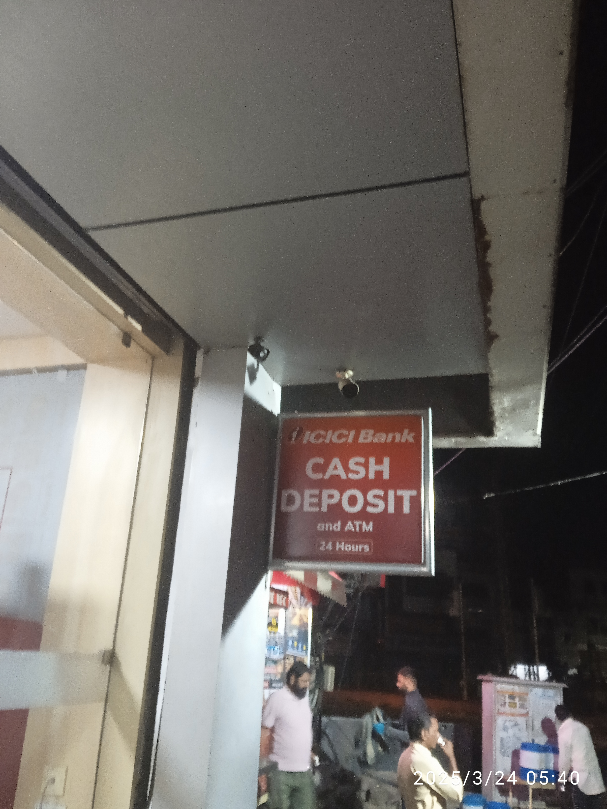 ICICI Bank
CASH
DEPOSIT
and ATM
24 Hours
2025/3/24 05:40